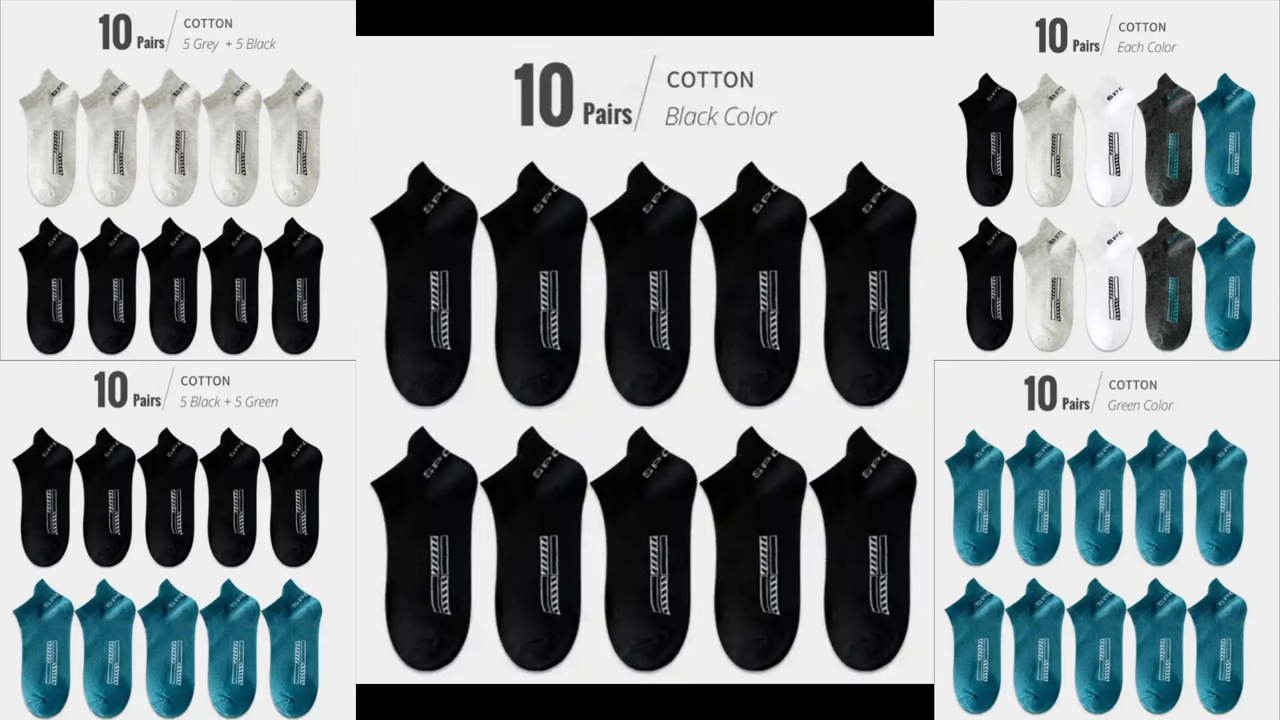 10 Pairs
COTTON
5 Grey + 5 Black
10 Pairs
COTTON
Black Color
10 Pairs
COTTON
Each Color
10 Pairs
COTTON
5 Black + 5 Green
10 Pairs
COTTON
Green Color